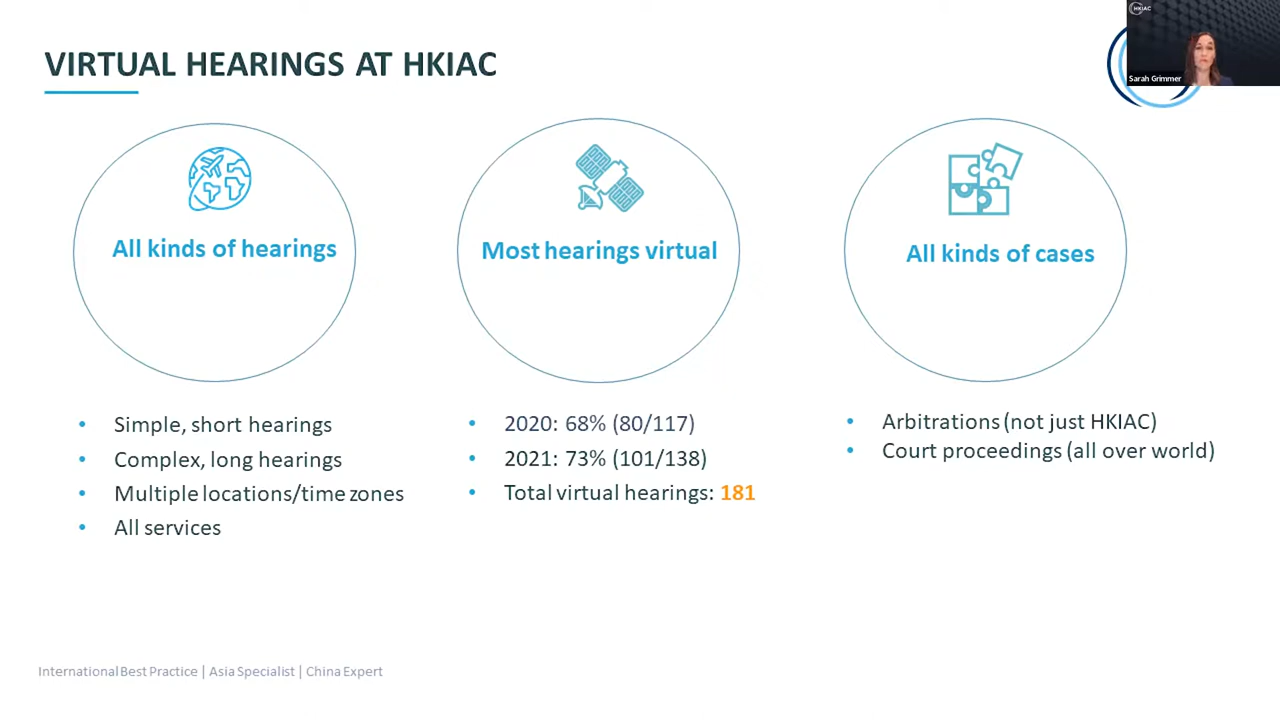 VIRTUAL HEARINGS AT HKIAC
HKIAC
Sarah Grimmer
All kinds of hearings
• Simple, short hearings
• Complex, long hearings
• Multiple locations/time zones
• All services
Most hearings virtual
• 2020: 68% (80/117)
• 2021: 73% (101/138)
• Total virtual hearings: 181
All kinds of cases
• Arbitrations (not just HKIAC)
• Court proceedings (all over world)
International Best Practice | Asia Specialist | China Expert